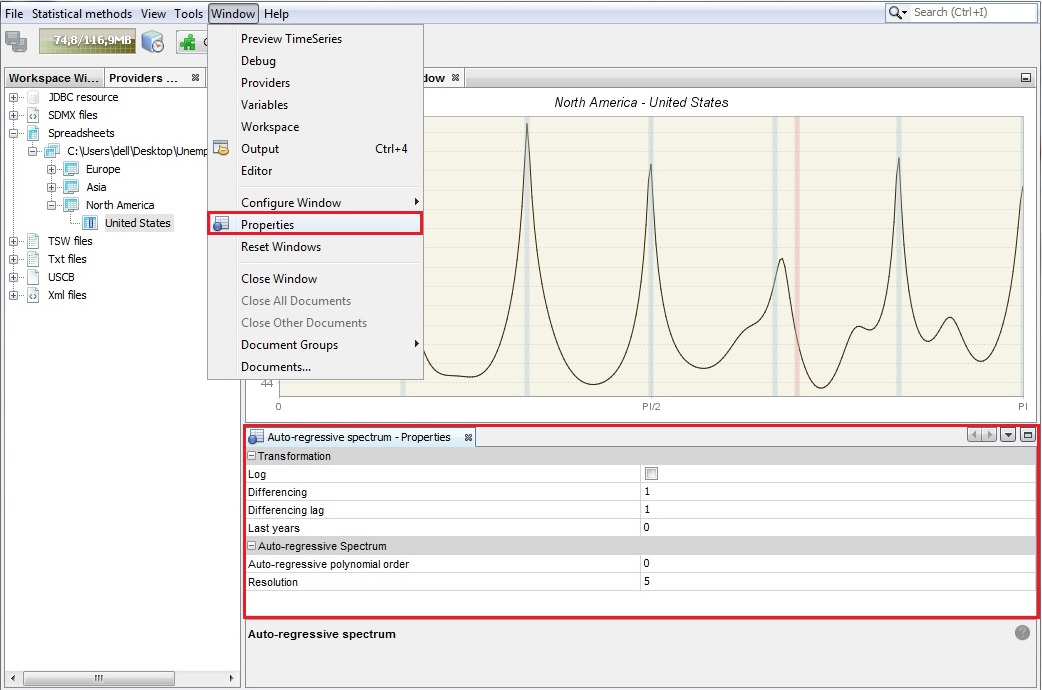 File Statistical methods View Tools Window Help Search (Ctrl+I)
74,8/116,9MB
Workspace Wi... Providers ...
JDBC resource
SDMX files
Spreadsheets
C:\Users\dell\Desktop\Unemp
Europe
Asia
North America
United States
TSW files
Txt files
USCB
Xml files
Preview TimeSeries
Debug
Providers
Variables
Workspace
Output Ctrl+4
Editor
Configure Window
Properties
Reset Windows
Close Window
Close All Documents
Close Other Documents
Document Groups
Documents...
North America - United States
44
0 PI/2 PI
Auto-regressive spectrum - Properties
Transformation
Log
Differencing 1
Differencing lag 1
Last years 0
Auto-regressive Spectrum
Auto-regressive polynomial order 0
Resolution 5
Auto-regressive spectrum